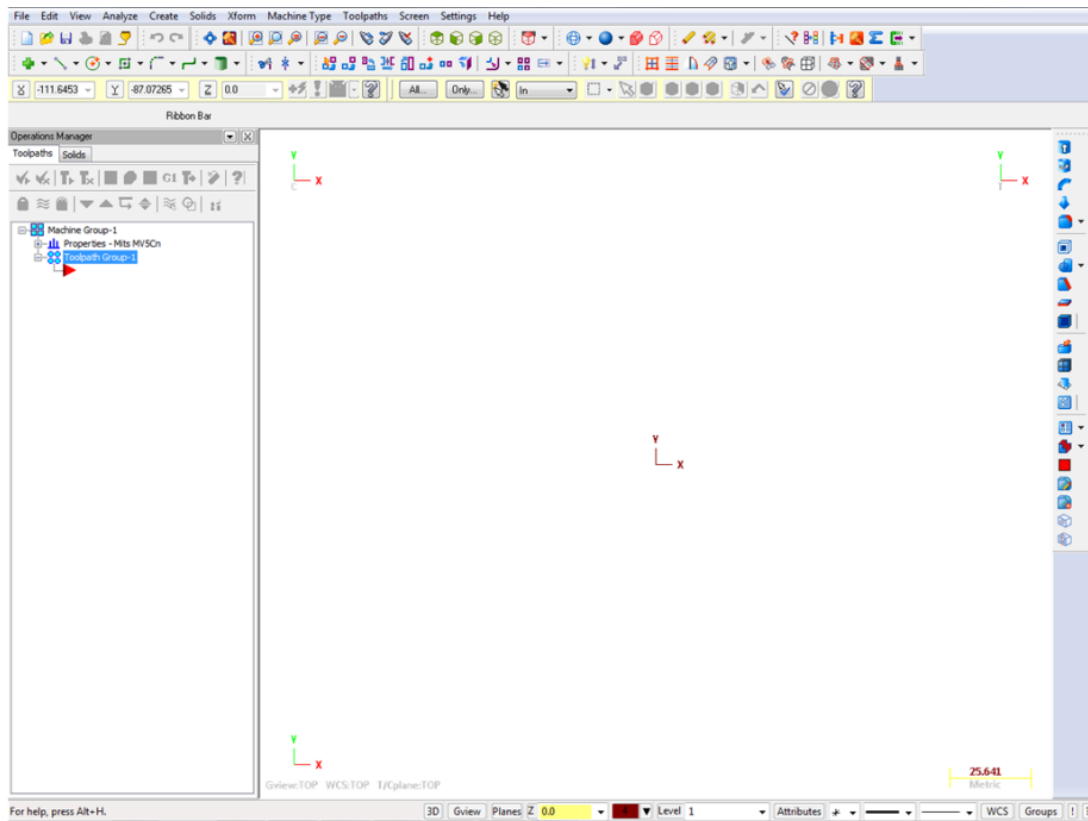 File Edit View Analyze Create Solids Xform Machine Type Toolpaths Screen Settings Help
X -111.6453 Y -87.07265 Z 0.0 All... Only... In
Ribbon Bar
Operations Manager
Toolpaths Solids
G1
Machine Group-1
Properties - Mits MV5Cn
Toolpath Group-1
Y
X
C
Y
X
T
Y
X
Y
X
Gview:TOP WCS:TOP T/Cplane:TOP
25.641
Metric
For help, press Alt+H.
3D Gview Planes Z 0.0 4 Level 1 Attributes WCS Groups ! ?